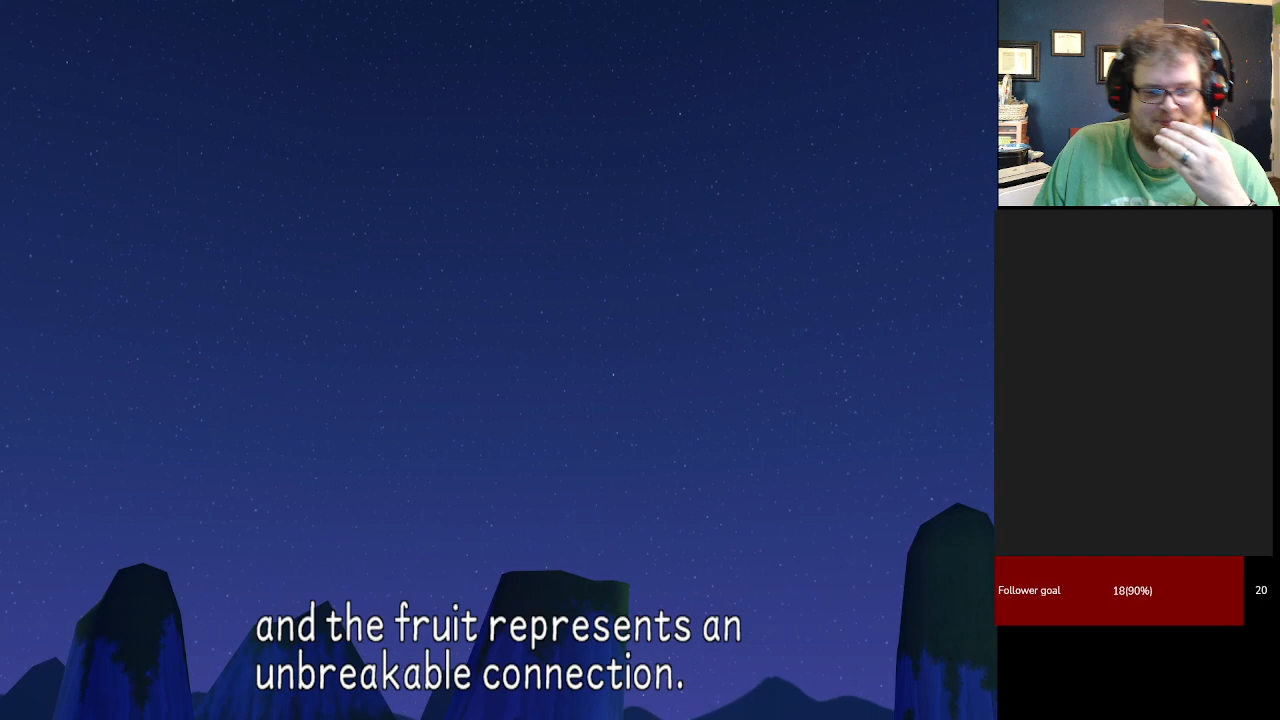 and the fruit represents an
unbreakable connection.
Follower goal 18(90%) 20